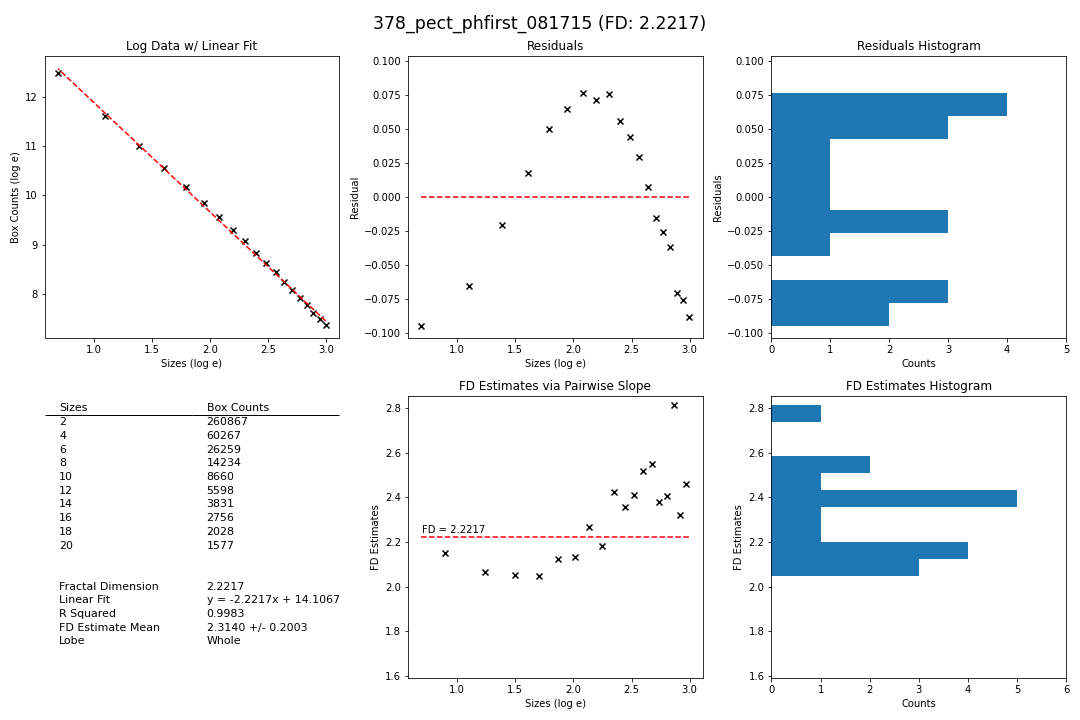 378_pect_phfirst_081715 (FD: 2.2217)
Log Data w/ Linear Fit
Box Counts (log e)
12
11
10
9
8
1.0 1.5 2.0 2.5 3.0
Sizes (log e)
Residuals
Residual
0.100
0.075
0.050
0.025
0.000
−0.025
−0.050
−0.075
−0.100
1.0 1.5 2.0 2.5 3.0
Sizes (log e)
Residuals Histogram
Residuals
0.100
0.075
0.050
0.025
0.000
−0.025
−0.050
−0.075
−0.100
0 1 2 3 4 5
Counts
Sizes Box Counts
2 260867
4 60267
6 26259
8 14234
10 8660
12 5598
14 3831
16 2756
18 2028
20 1577
Fractal Dimension 2.2217
Linear Fit y = -2.2217x + 14.1067
R Squared 0.9983
FD Estimate Mean 2.3140 +/- 0.2003
Lobe Whole
FD Estimates via Pairwise Slope
FD Estimates
2.8
2.6
2.4
2.2
2.0
1.8
1.6
FD = 2.2217
1.0 1.5 2.0 2.5 3.0
Sizes (log e)
FD Estimates Histogram
FD Estimates
2.8
2.6
2.4
2.2
2.0
1.8
1.6
0 1 2 3 4 5 6
Counts